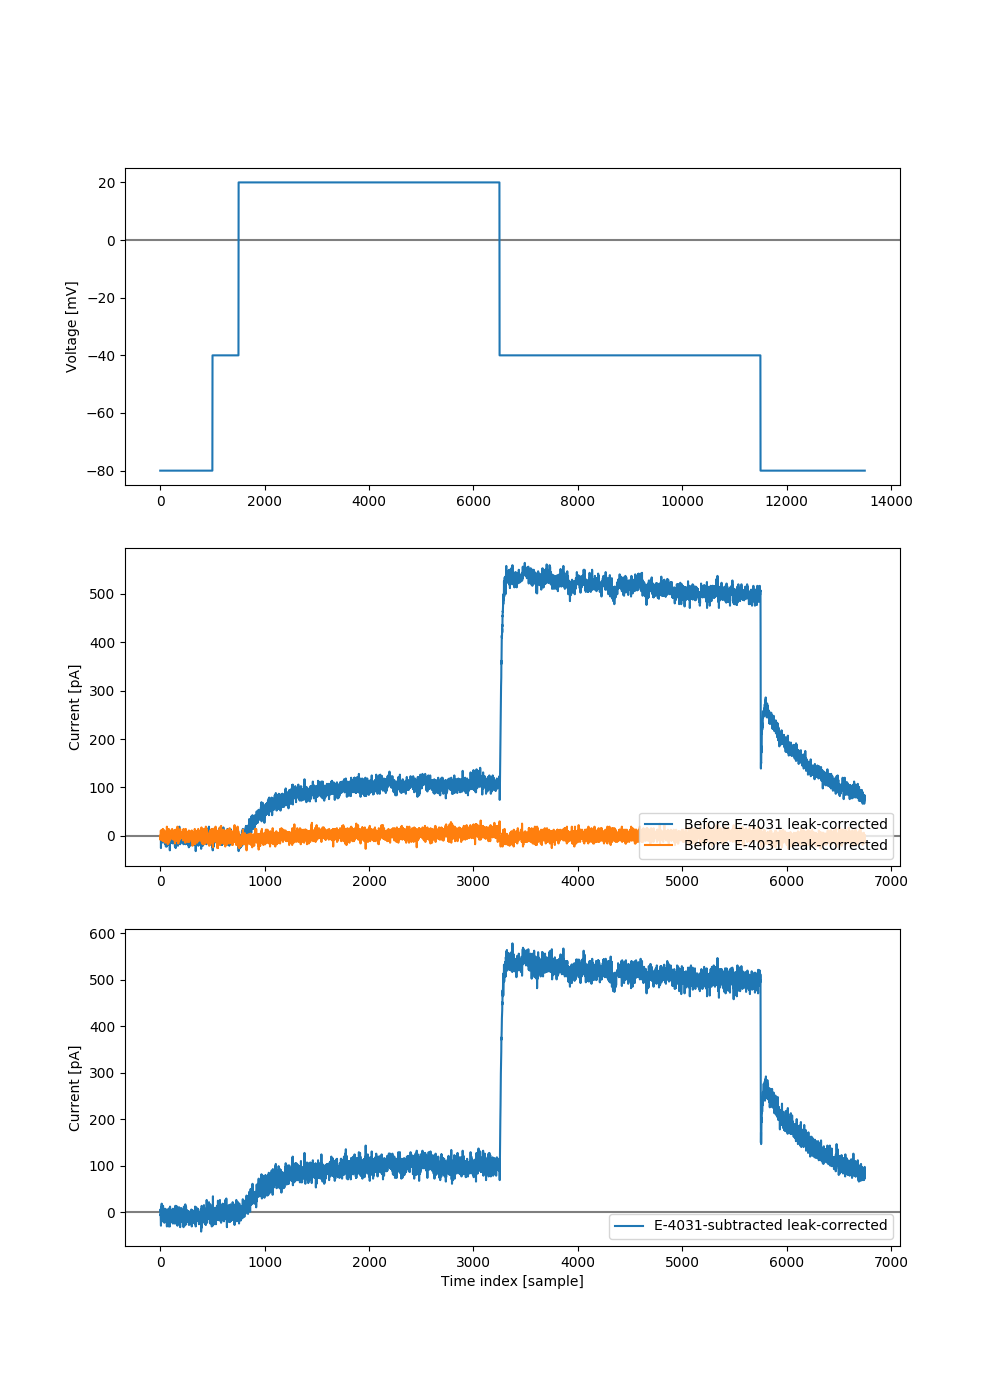 20
0
−20
−40
−60
−80
Voltage [mV]
0 2000 4000 6000 8000 10000 12000 14000
500
400
300
200
100
0
Current [pA]
Before E-4031 leak-corrected
Before E-4031 leak-corrected
0 1000 2000 3000 4000 5000 6000 7000
600
500
400
300
200
100
0
Current [pA]
E-4031-subtracted leak-corrected
0 1000 2000 3000 4000 5000 6000 7000
Time index [sample]